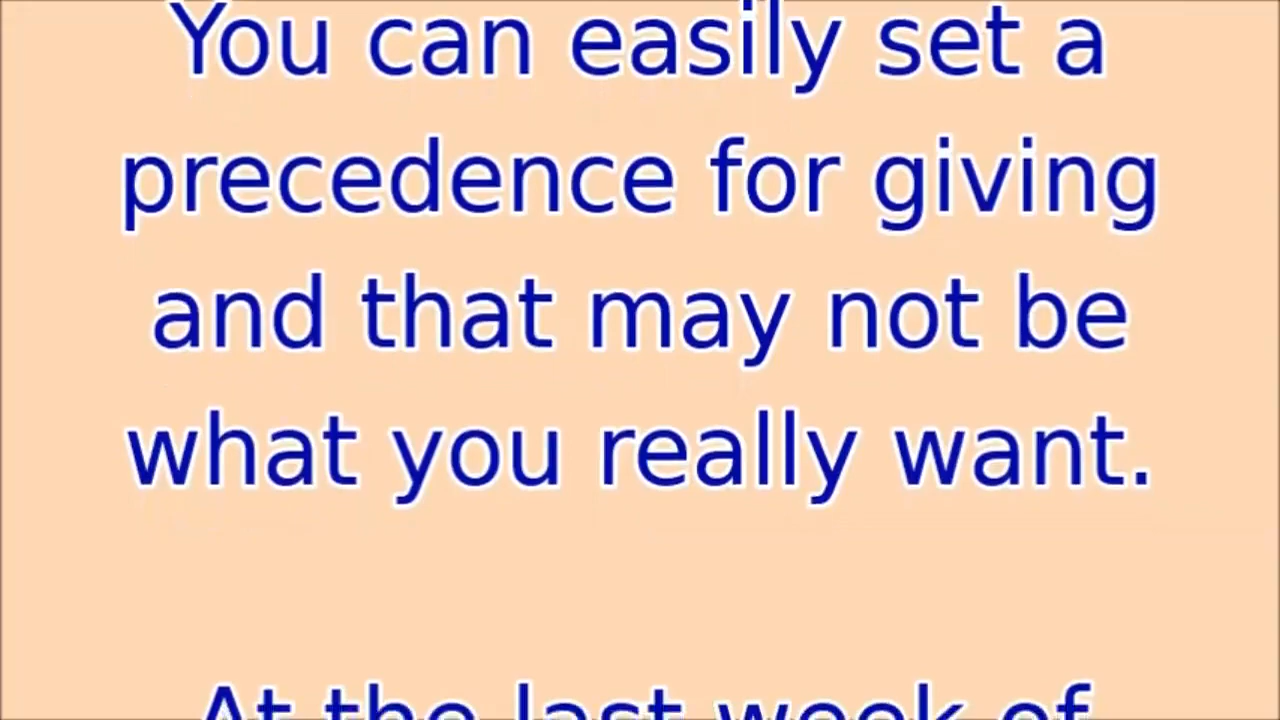 You can easily set a
precedence for giving
and that may not be
what you really want.
At the last week of